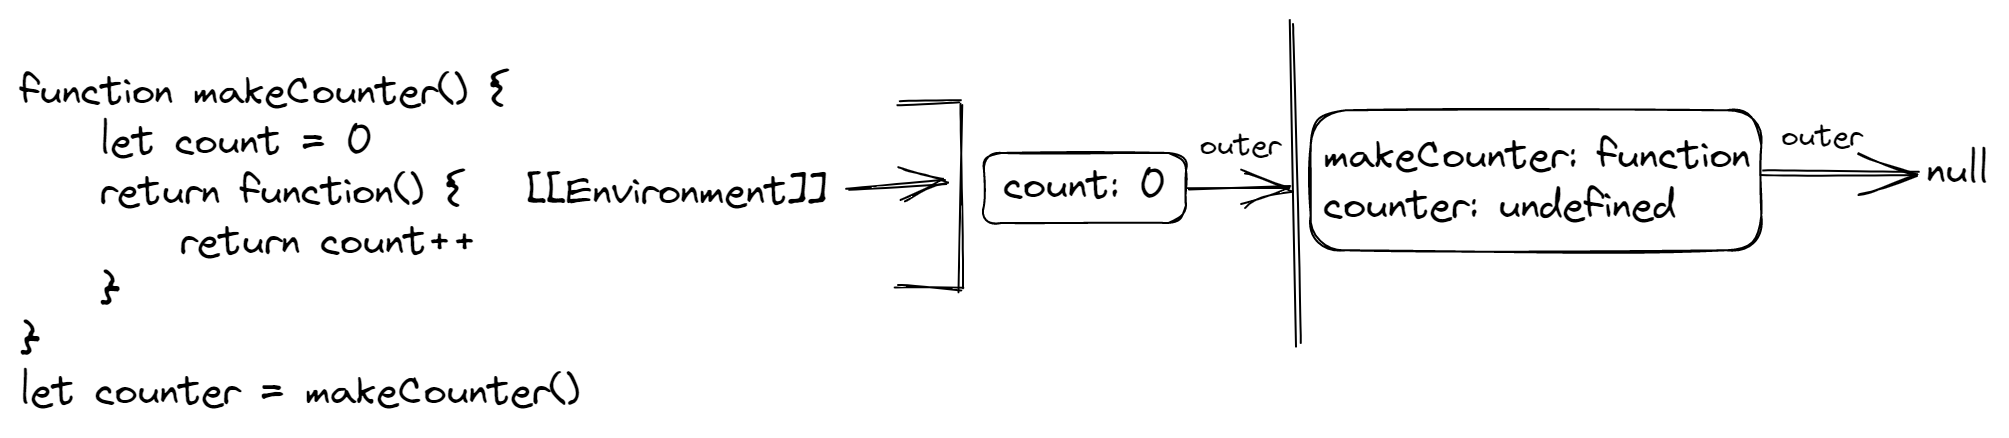 function makeCounter() {
let count = 0
return function() { [[Environment]]
return count++
}
}
let counter = makeCounter()
count: 0
outer
makeCounter: function
counter: undefined
outer
null